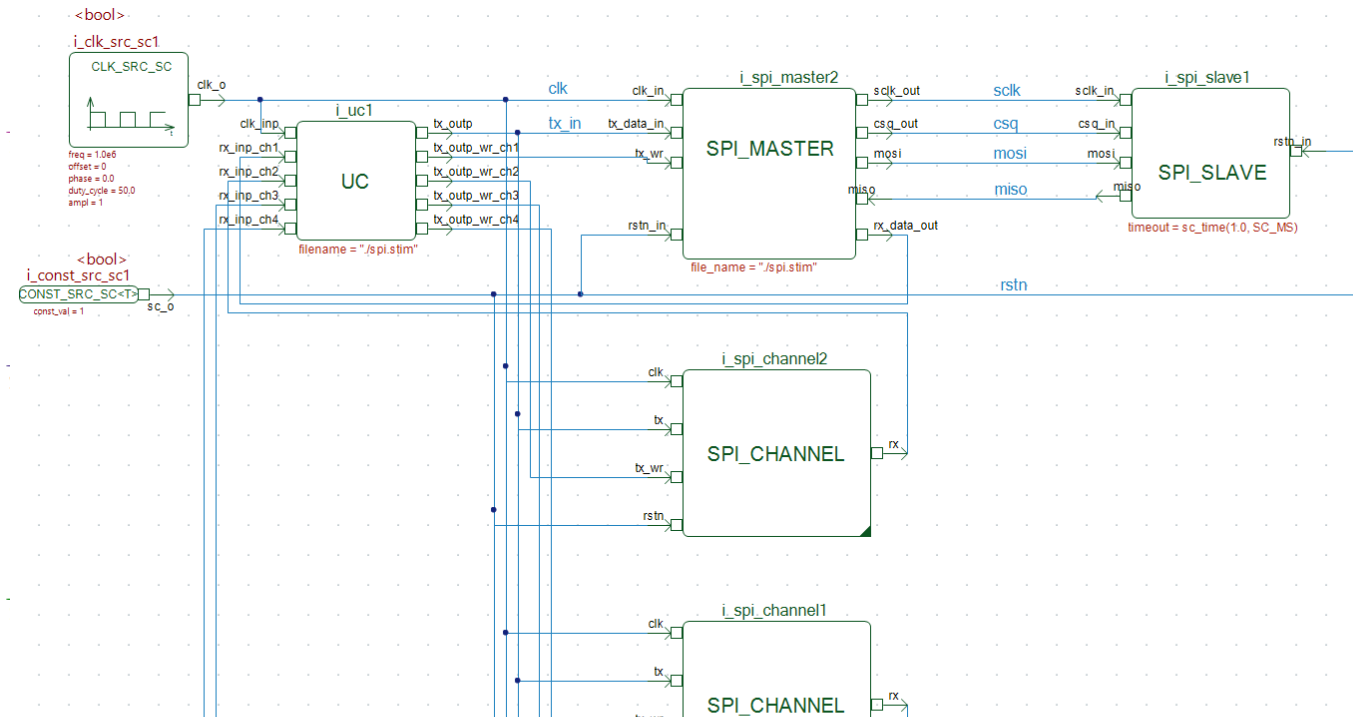 <bool>
i_clk_src_sc1
CLK_SRC_SC
t
clk_o
freq = 1.0e6
offset = 0
phase = 0.0
duty_cycle = 50.0
ampl = 1
<bool>
i_const_src_sc1
CONST_SRC_SC<T>
sc_o
const_val = 1
i_uc1
clk_inp
rx_inp_ch1
rx_inp_ch2
rx_inp_ch3
rx_inp_ch4
UC
tx_outp
tx_outp_wr_ch1
tx_outp_wr_ch2
tx_outp_wr_ch3
tx_outp_wr_ch4
filename = "./spi.stim"
clk
tx_in
i_spi_master2
clk_in
tx_data_in
tx_wr
rstn_in
SPI_MASTER
sclk_out
csq_out
mosi
miso
rx_data_out
file_name = "./spi.stim"
sclk
csq
mosi
miso
i_spi_slave1
sclk_in
csq_in
mosi
miso
SPI_SLAVE
rstn_in
timeout = sc_time(1.0, SC_MS)
rstn
i_spi_channel2
clk
tx
tx_wr
rstn
SPI_CHANNEL
rx
i_spi_channel1
clk
tx
SPI_CHANNEL
rx